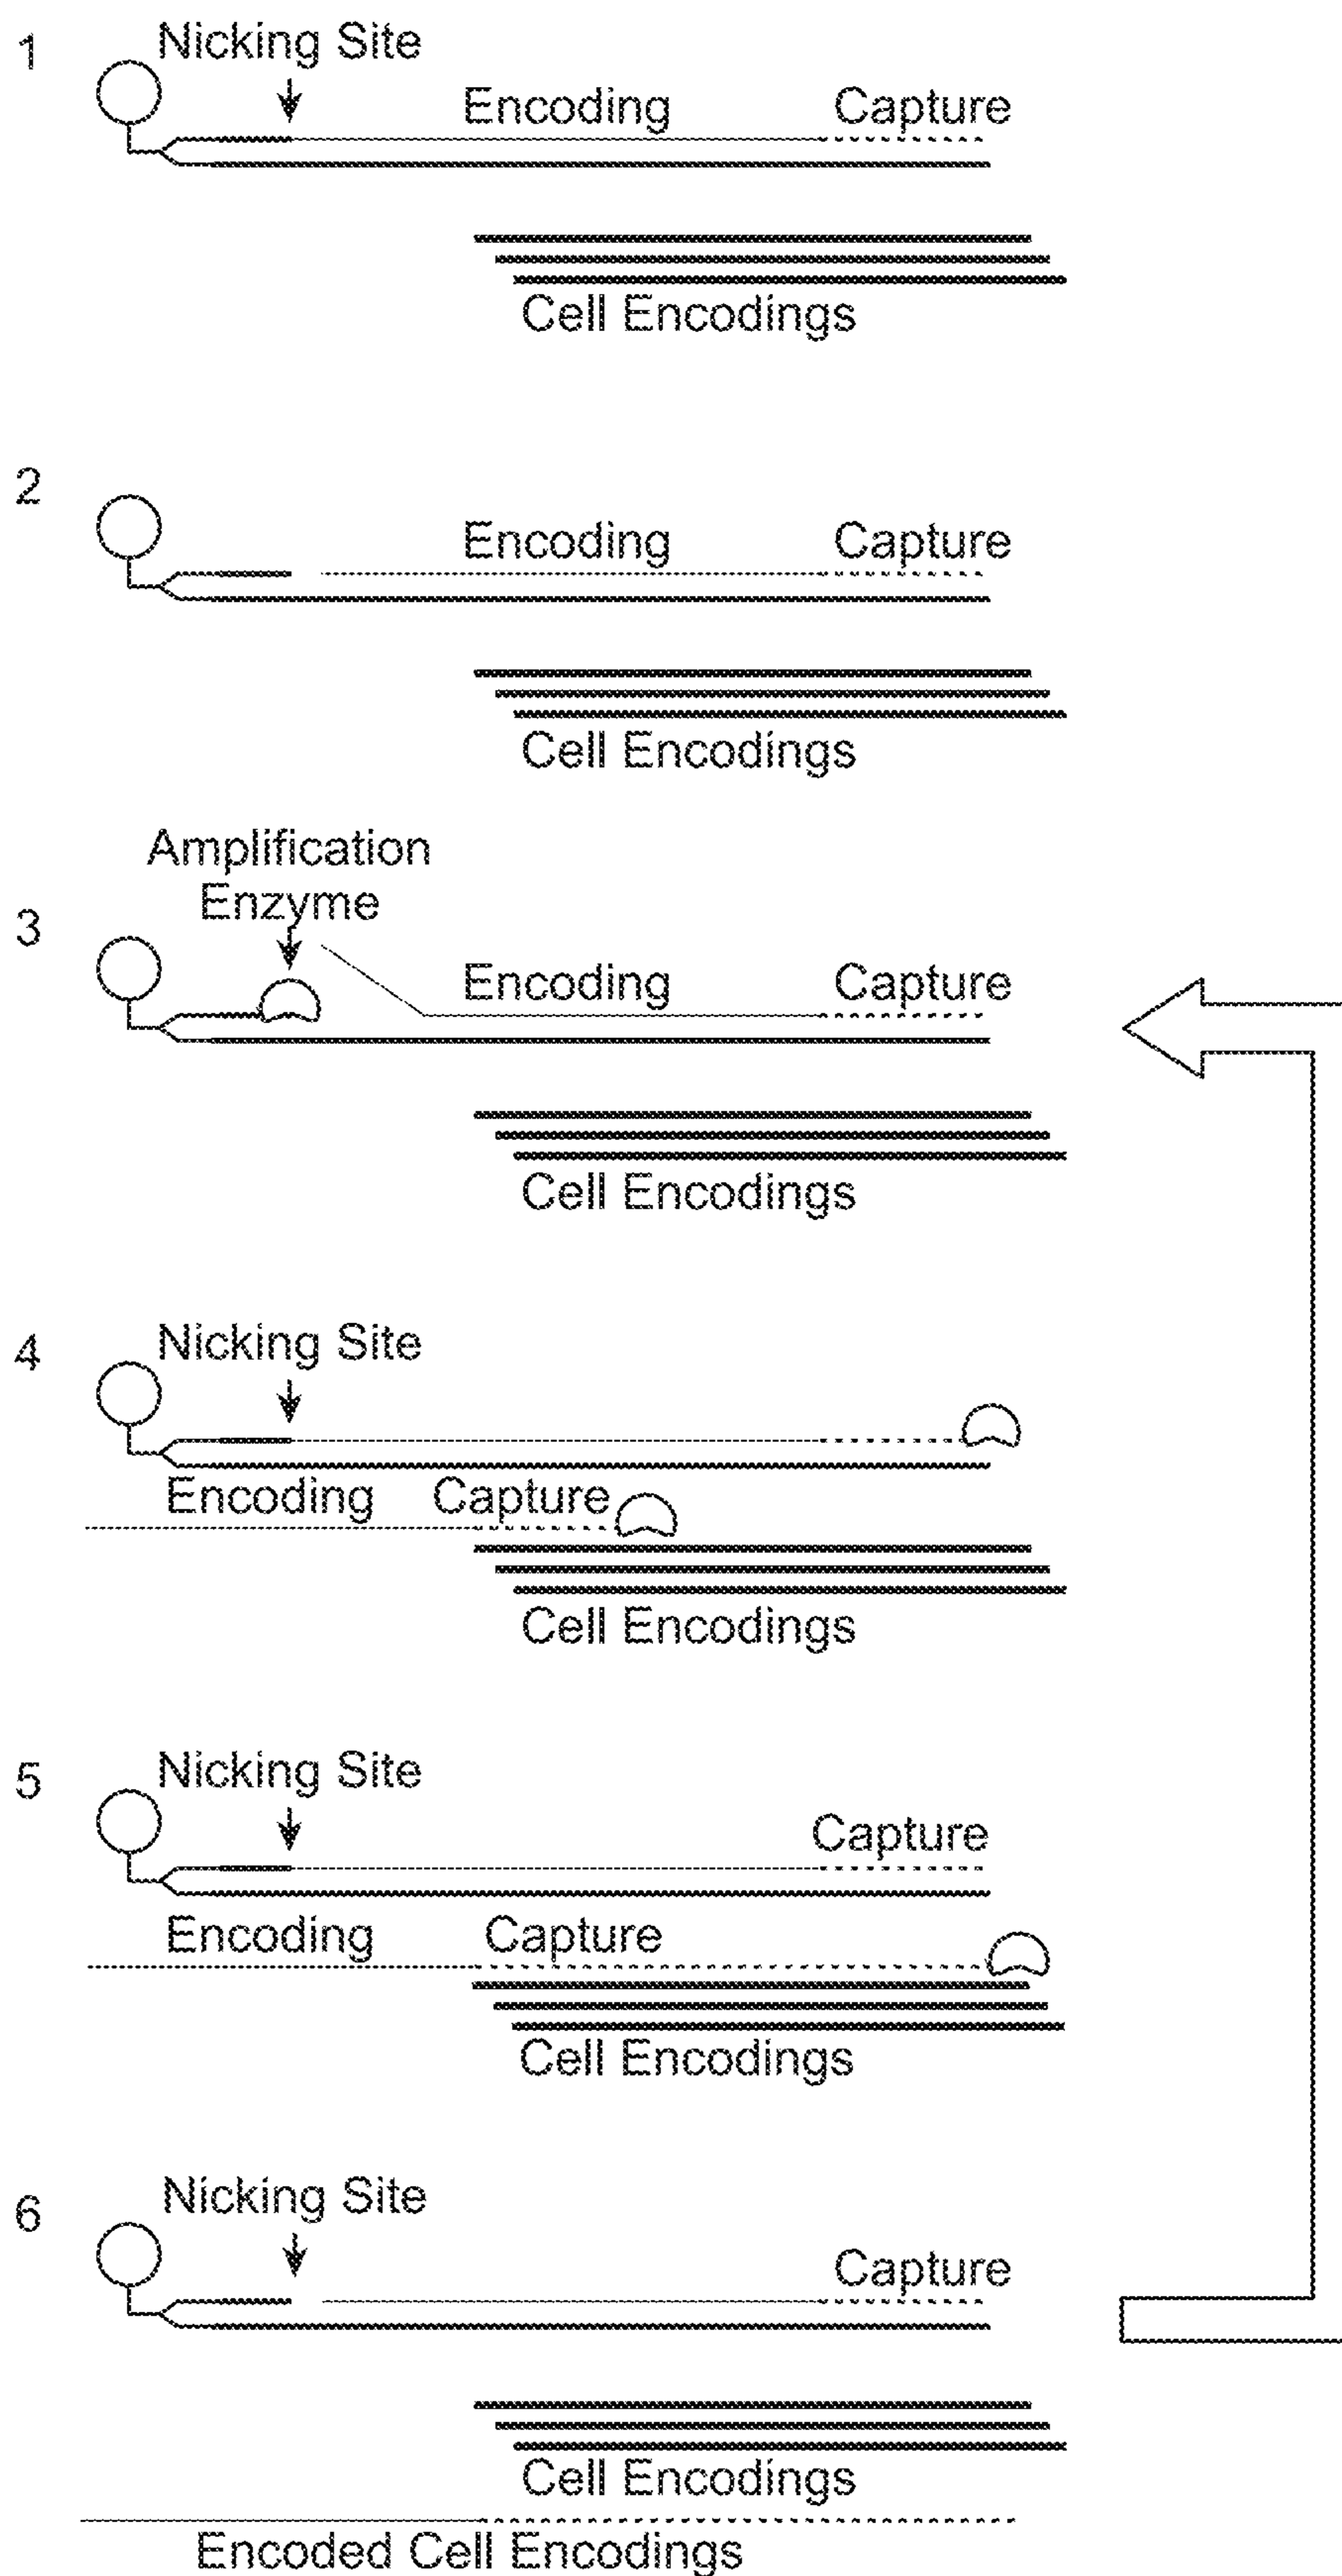 1
Nicking Site
Encoding Capture
Cell Encodings
2
Encoding Capture
Cell Encodings
Amplification
Enzyme
3
Encoding Capture
Cell Encodings
4
Nicking Site
Encoding Capture
Cell Encodings
5
Nicking Site
Capture
Encoding Capture
Cell Encodings
6
Nicking Site
Capture
Cell Encodings
Encoded Cell Encodings